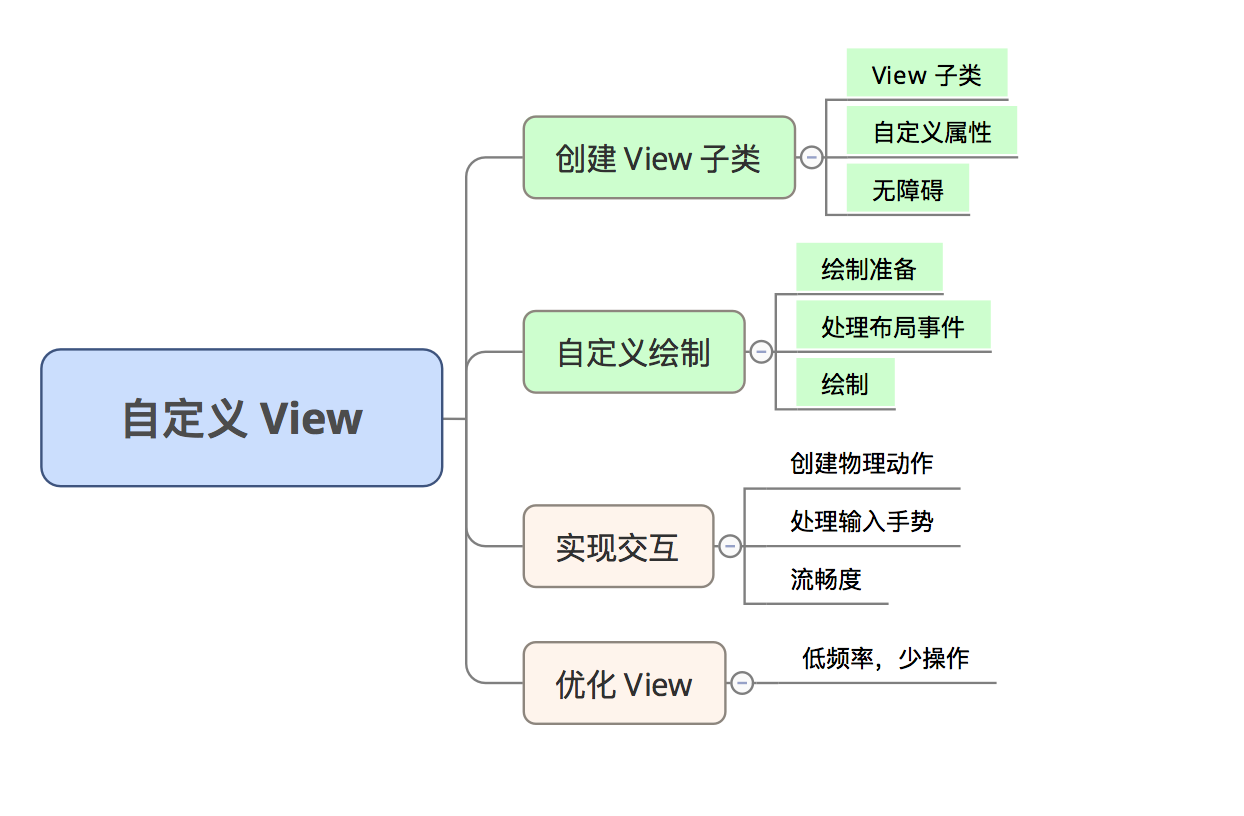 自定义 View
创建 View 子类
View 子类
自定义属性
无障碍
自定义绘制
绘制准备
处理布局事件
绘制
实现交互
创建物理动作
处理输入手势
流畅度
优化 View
低频率，少操作